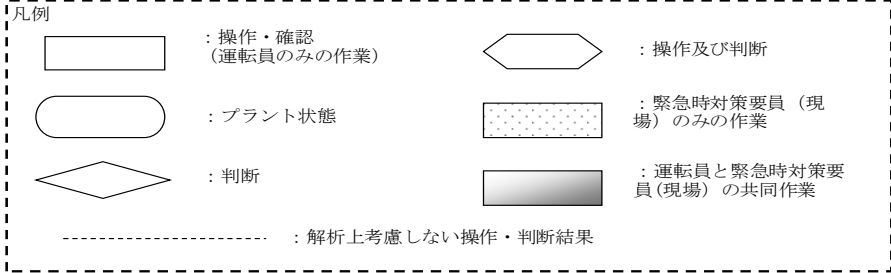 凡例
：操作・確認
（運転員のみの作業）
：操作及び判断
：プラント状態
：緊急時対策要員（現
場）のみの作業
：判断
：運転員と緊急時対策要
員(現場）の共同作業
：解析上考慮しない操作・判断結果